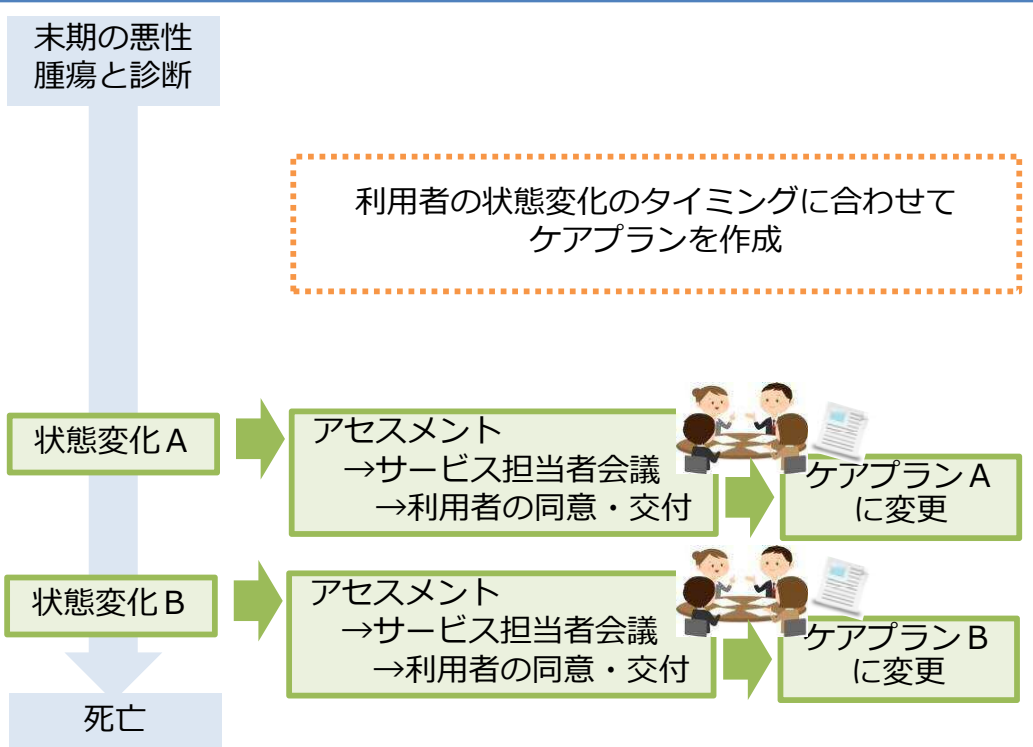 末期の悪性
腫瘍と診断
利用者の状態変化のタイミングに合わせて
ケアプランを作成
状態変化A
アセスメント
→サービス担当者会議
→利用者の同意・交付
ケアプランA
に変更
状態変化B
アセスメント
→サービス担当者会議
→利用者の同意・交付
ケアプランB
に変更
死亡